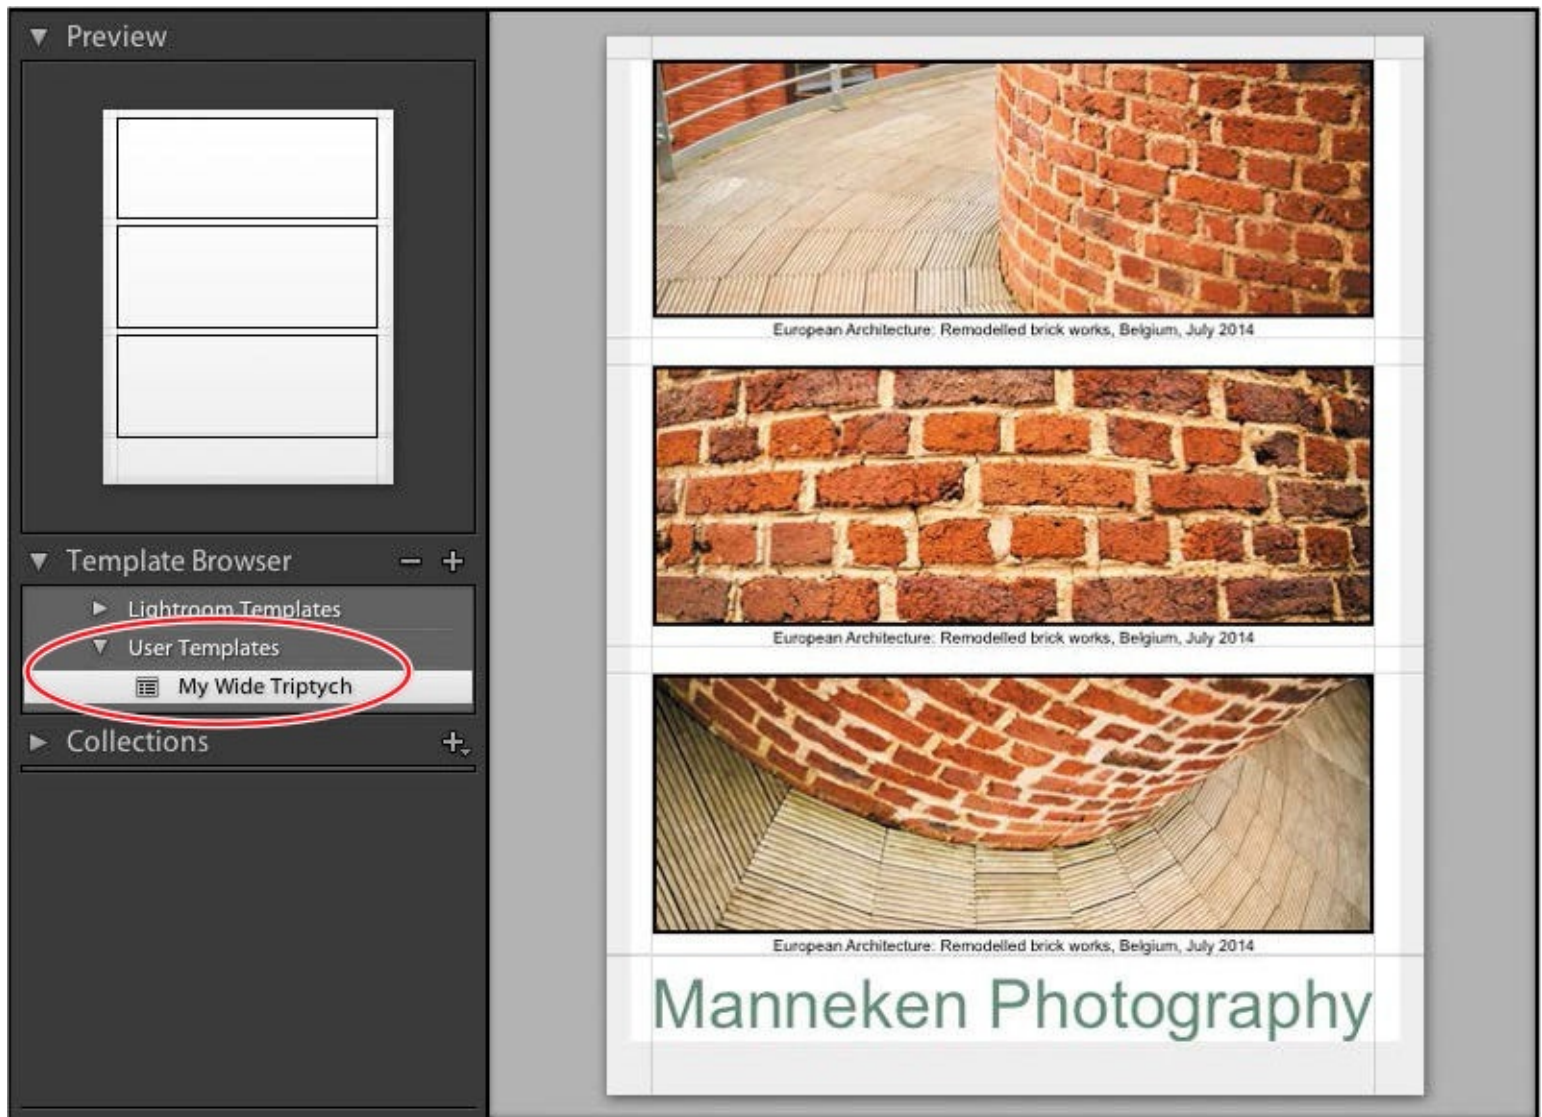 Preview
Template Browser
Lightroom Templates
User Templates
My Wide Triptych
Collections
European Architecture: Remodelled brick works, Belgium, July 2014
European Architecture: Remodelled brick works, Belgium, July 2014
European Architecture: Remodelled brick works, Belgium, July 2014
Manneken Photography